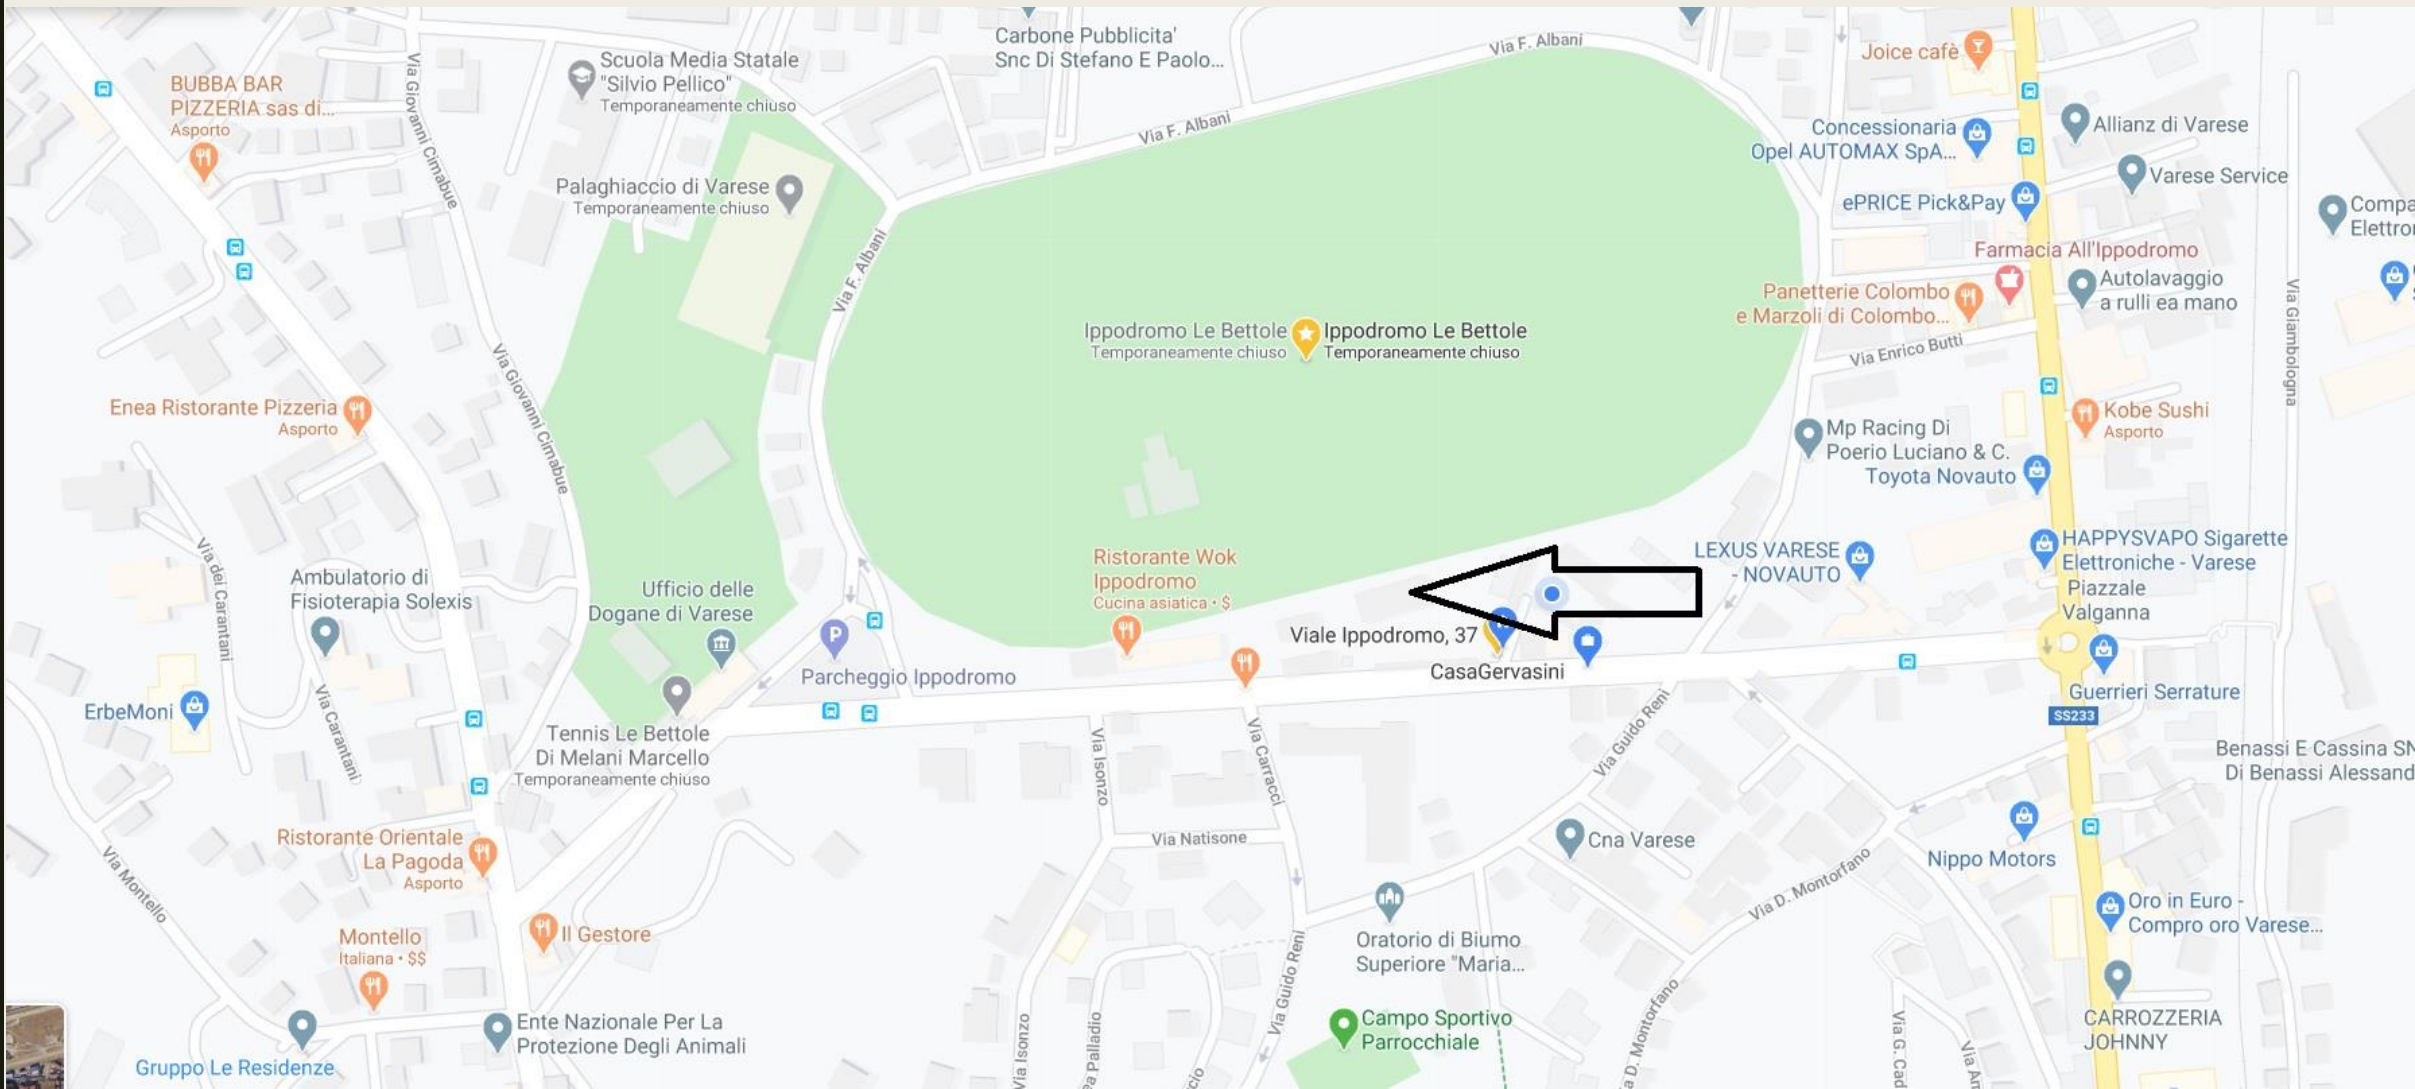 Carbone Pubblicita'
Snc Di Stefano E Paolo...
Via F. Albani
Joice cafè
Scuola Media Statale
"Silvio Pellico"
Temporaneamente chiuso
BUBBA BAR
PIZZERIA sas di...
Asporto
Via Giovanni Cimabue
Via F. Albani
Concessionaria
Opel AUTOMAX SpA...
Allianz di Varese
Varese Service
Palaghiaccio di Varese
Temporaneamente chiuso
ePRICE Pick&Pay
Via F. Albani
Farmacia All'Ippodromo
Panetterie Colombo
e Marzoli di Colombo...
Autolavaggio
a rulli ea mano
Via Giambologna
Ippodromo Le Bettole
Temporaneamente chiuso
Ippodromo Le Bettole
Temporaneamente chiuso
Via Enrico Butti
Via Giovanni Cimabue
Enea Ristorante Pizzeria
Asporto
Kobe Sushi
Asporto
Mp Racing Di
Poerio Luciano & C.
Toyota Novauto
HAPPYSVAPO Sigarette
Elettroniche - Varese
LEXUS VARESE
- NOVAUTO
Piazzale
Valganna
Via dei Carantani
Ambulatorio di
Fisioterapia Solexis
Ufficio delle
Dogane di Varese
Ristorante Wok
Ippodromo
Cucina asiatica · $
P
Viale Ippodromo, 37
CasaGervasini
Parcheggio Ippodromo
Guerrieri Serrature
SS233
ErbeMoni
Via Carantani
Tennis Le Bettole
Di Melani Marcello
Temporaneamente chiuso
Via Isonzo
Via Carracci
Via Guido Reni
Benassi E Cassina SN
Di Benassi Alessand
Via Natisone
Cna Varese
Nippo Motors
Via Montello
Ristorante Orientale
La Pagoda
Asporto
Via D. Montorfano
Oro in Euro -
Compro oro Varese...
Montello
Italiana · $$
Il Gestore
Oratorio di Biumo
Superiore "Maria...
Via Guido Reni
Ente Nazionale Per La
Protezione Degli Animali
Gruppo Le Residenze
Via Isonzo
Campo Sportivo
Parrocchiale
CARROZZERIA
JOHNNY
Via G. Cad